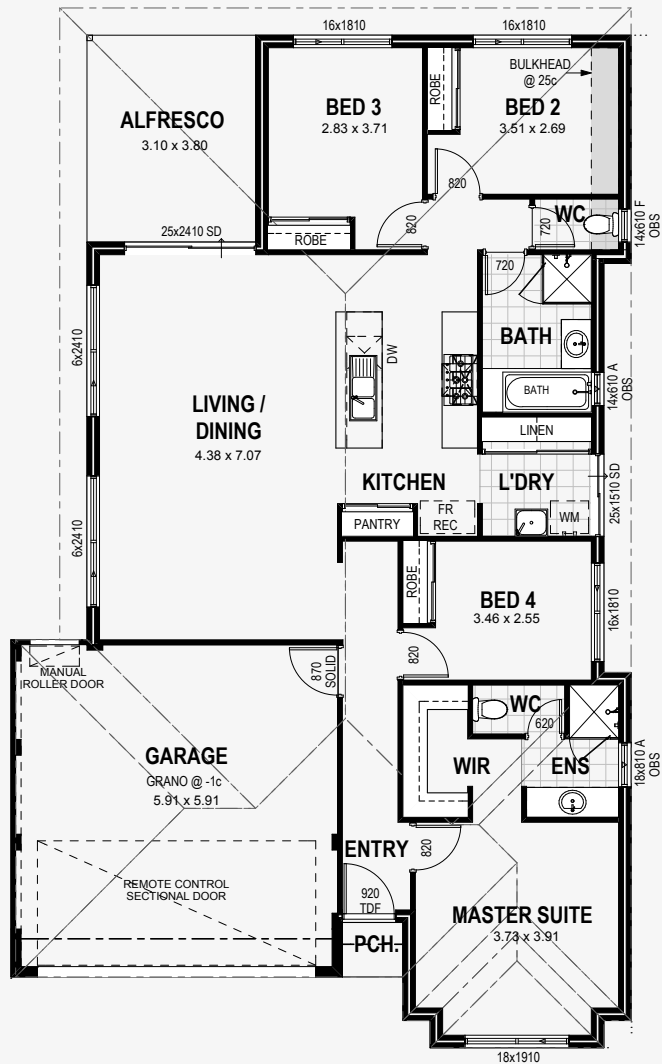 16x1810
16x1810
BULKHEAD
@ 25c
ROBE
ALFRESCO
3.10 x 3.80
BED 3
2.83 x 3.71
BED 2
3.51 x 2.69
820
820
ROBE
WC
720
14x610 F
OBS
25x2410 SD
720
BATH
6x2410
DW
BATH
14x610 A
OBS
LIVING /
DINING
4.38 x 7.07
LINEN
KITCHEN
L'DRY
25x1510 SD
6x2410
PANTRY
FR
REC
WM
ROBE
BED 4
3.46 x 2.55
16x1810
820
870
SOLID
MANUAL
ROLLER DOOR
WC
620
GARAGE
GRANO @ -1c
5.91 x 5.91
WIR
ENS
18x810 A
OBS
ENTRY
820
REMOTE CONTROL
SECTIONAL DOOR
920
TDF
PCH.
MASTER SUITE
3.73 x 3.91
18x1910